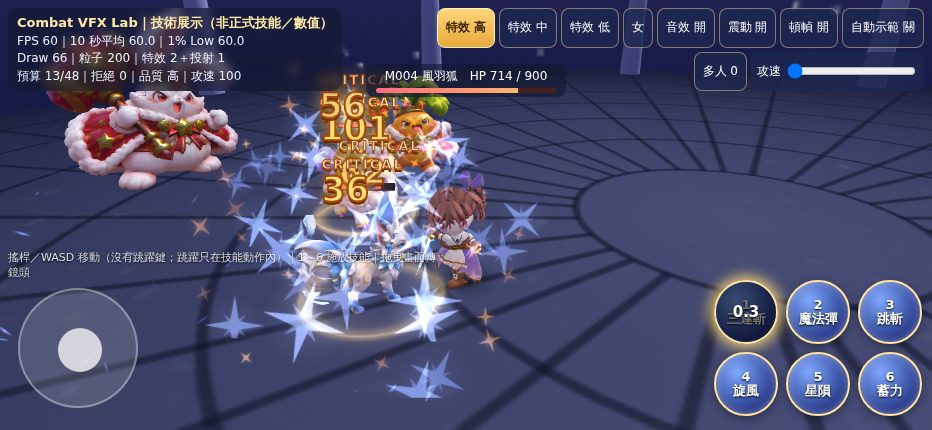 Combat VFX Lab｜技術展示（非正式技能／數值）
FPS 60｜10 秒平均 60.0｜1% Low 60.0
Draw 66｜粒子 200｜特效 2＋投射 1
預算 13/48｜拒絕 0｜品質 高｜攻速 100
特效 高
特效 中
特效 低
女
音效 開
震動 開
頓幀 開
自動示範 關
多人 0
攻速
M004 風羽狐 HP 714 / 900
56
101
CRITICAL
CRITICAL
36
搖桿／WASD 移動（沒有跳躍鍵；跳躍只在技能動作內）｜1–6 施放技能｜拖曳畫面轉
鏡頭
1
0.3
三連斬
2
魔法彈
3
跳斬
4
旋風
5
星隕
6
蓄力